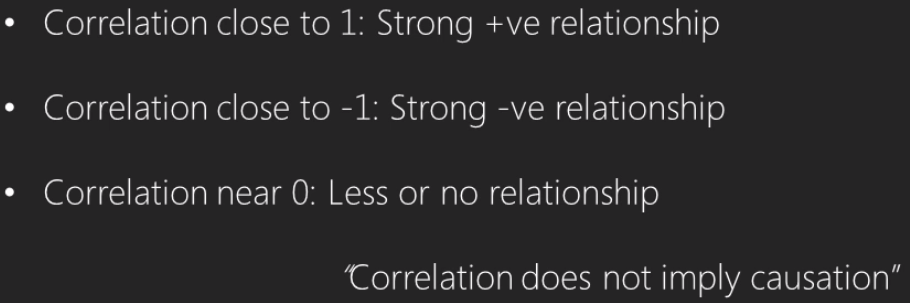 • Correlation close to 1: Strong +ve relationship
• Correlation close to -1: Strong -ve relationship
• Correlation near 0: Less or no relationship
“Correlation does not imply causation”